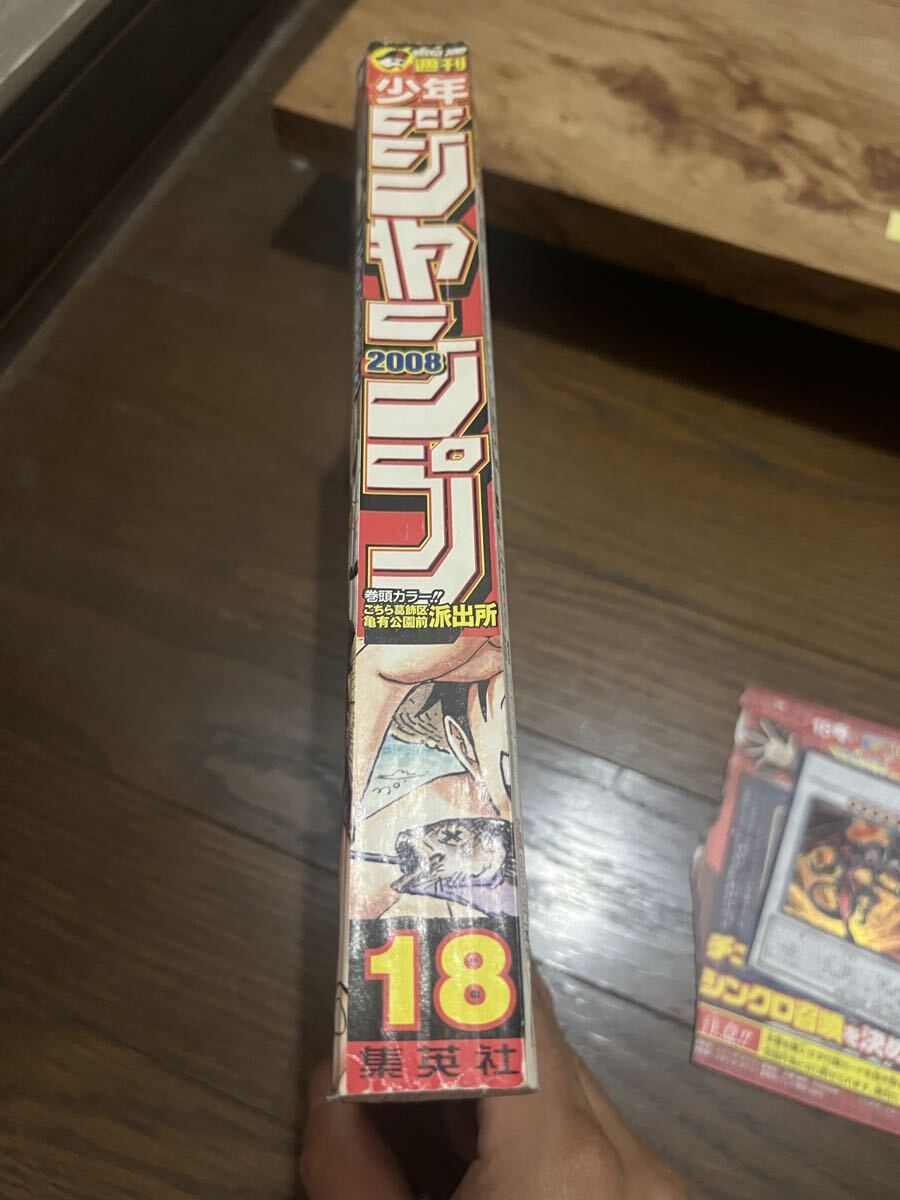 週刊
少年
ジャンプ
2008
巻頭カラー!!
こちら葛飾区
亀有公園前派出所
18
集英社
シンクロ召喚を決め
注意!!